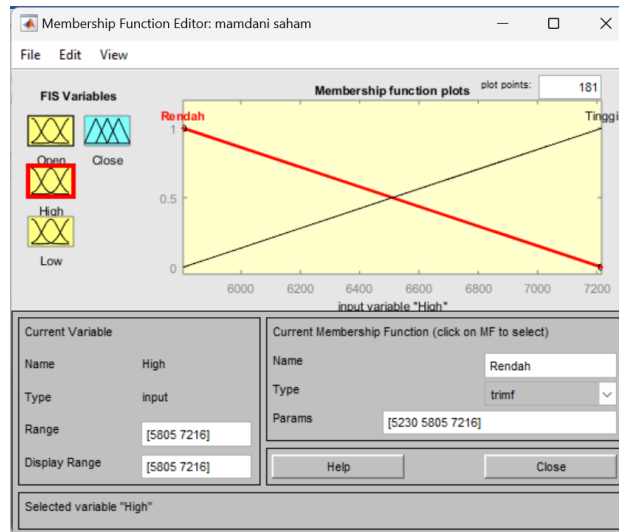 Membership Function Editor: mamdani saham
File Edit View
FIS Variables
Membership function plots
plot points: 181
Open
Close
High
Low
Rendah
Tinggi
1
0.5
0
6000 6200 6400 6600 6800 7000 7200
input variable "High"
Current Variable
Name High
Type input
Range [5805 7216]
Display Range [5805 7216]
Current Membership Function (click on MF to select)
Name Rendah
Type trimf
Params [5230 5805 7216]
Help Close
Selected variable "High"